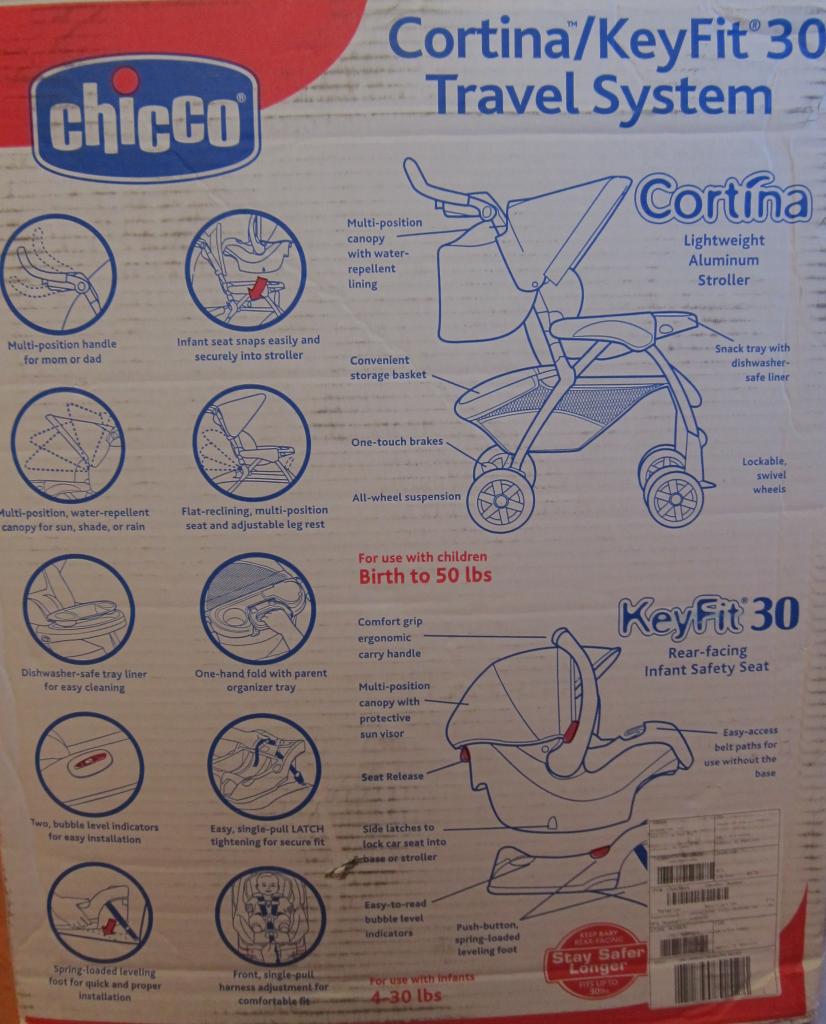 chicco®
Cortina™/KeyFit® 30
Travel System
Cortina
Lightweight
Aluminum
Stroller
Multi-position handle
for mom or dad
Infant seat snaps easily and
securely into stroller
Multi-position, water-repellent
canopy for sun, shade, or rain
Flat-reclining, multi-position
seat and adjustable leg rest
Dishwasher-safe tray liner
for easy cleaning
One-hand fold with parent
organizer tray
Two, bubble level indicators
for easy installation
Easy, single-pull LATCH
tightening for secure fit
Spring-loaded leveling
foot for quick and proper
installation
Front, single-pull
harness adjustment for
comfortable fit
Multi-position
canopy
with water-
repellent
lining
Convenient
storage basket
One-touch brakes
All-wheel suspension
Snack tray with
dishwasher-
safe liner
Lockable,
swivel
wheels
For use with children
Birth to 50 lbs
KeyFit® 30
Rear-facing
Infant Safety Seat
Comfort grip
ergonomic
carry handle
Multi-position
canopy with
protective
sun visor
Seat Release
Side latches to
lock car seat into
base or stroller
Easy-to-read
bubble level
indicators
Push-button,
spring-loaded
leveling foot
Easy-access
belt paths for
use without the
base
For use with infants
4-30 lbs
KEEP BABY
REAR-FACING
Stay Safer
Longer
FITS UP TO
30lbs